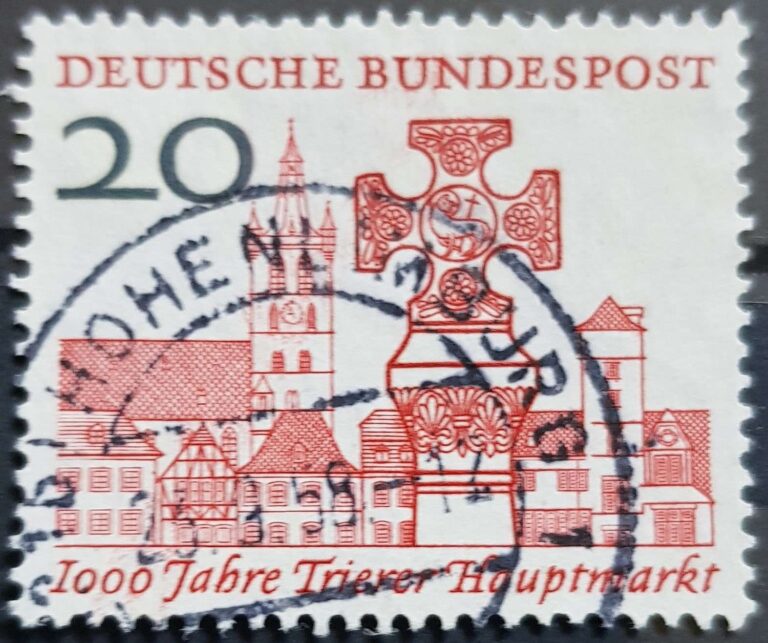 DEUTSCHE BUNDESPOST
20
1000 Jahre Trierer Hauptmarkt